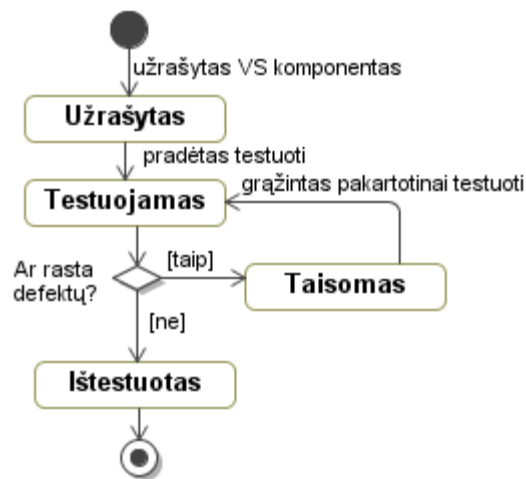 užrašytas VS komponentas
Užrašytas
pradėtas testuoti
grąžintas pakartotinai testuoti
Testuojamas
Ar rasta
defektų?
[taip]
Taisomas
[ne]
Ištestuotas